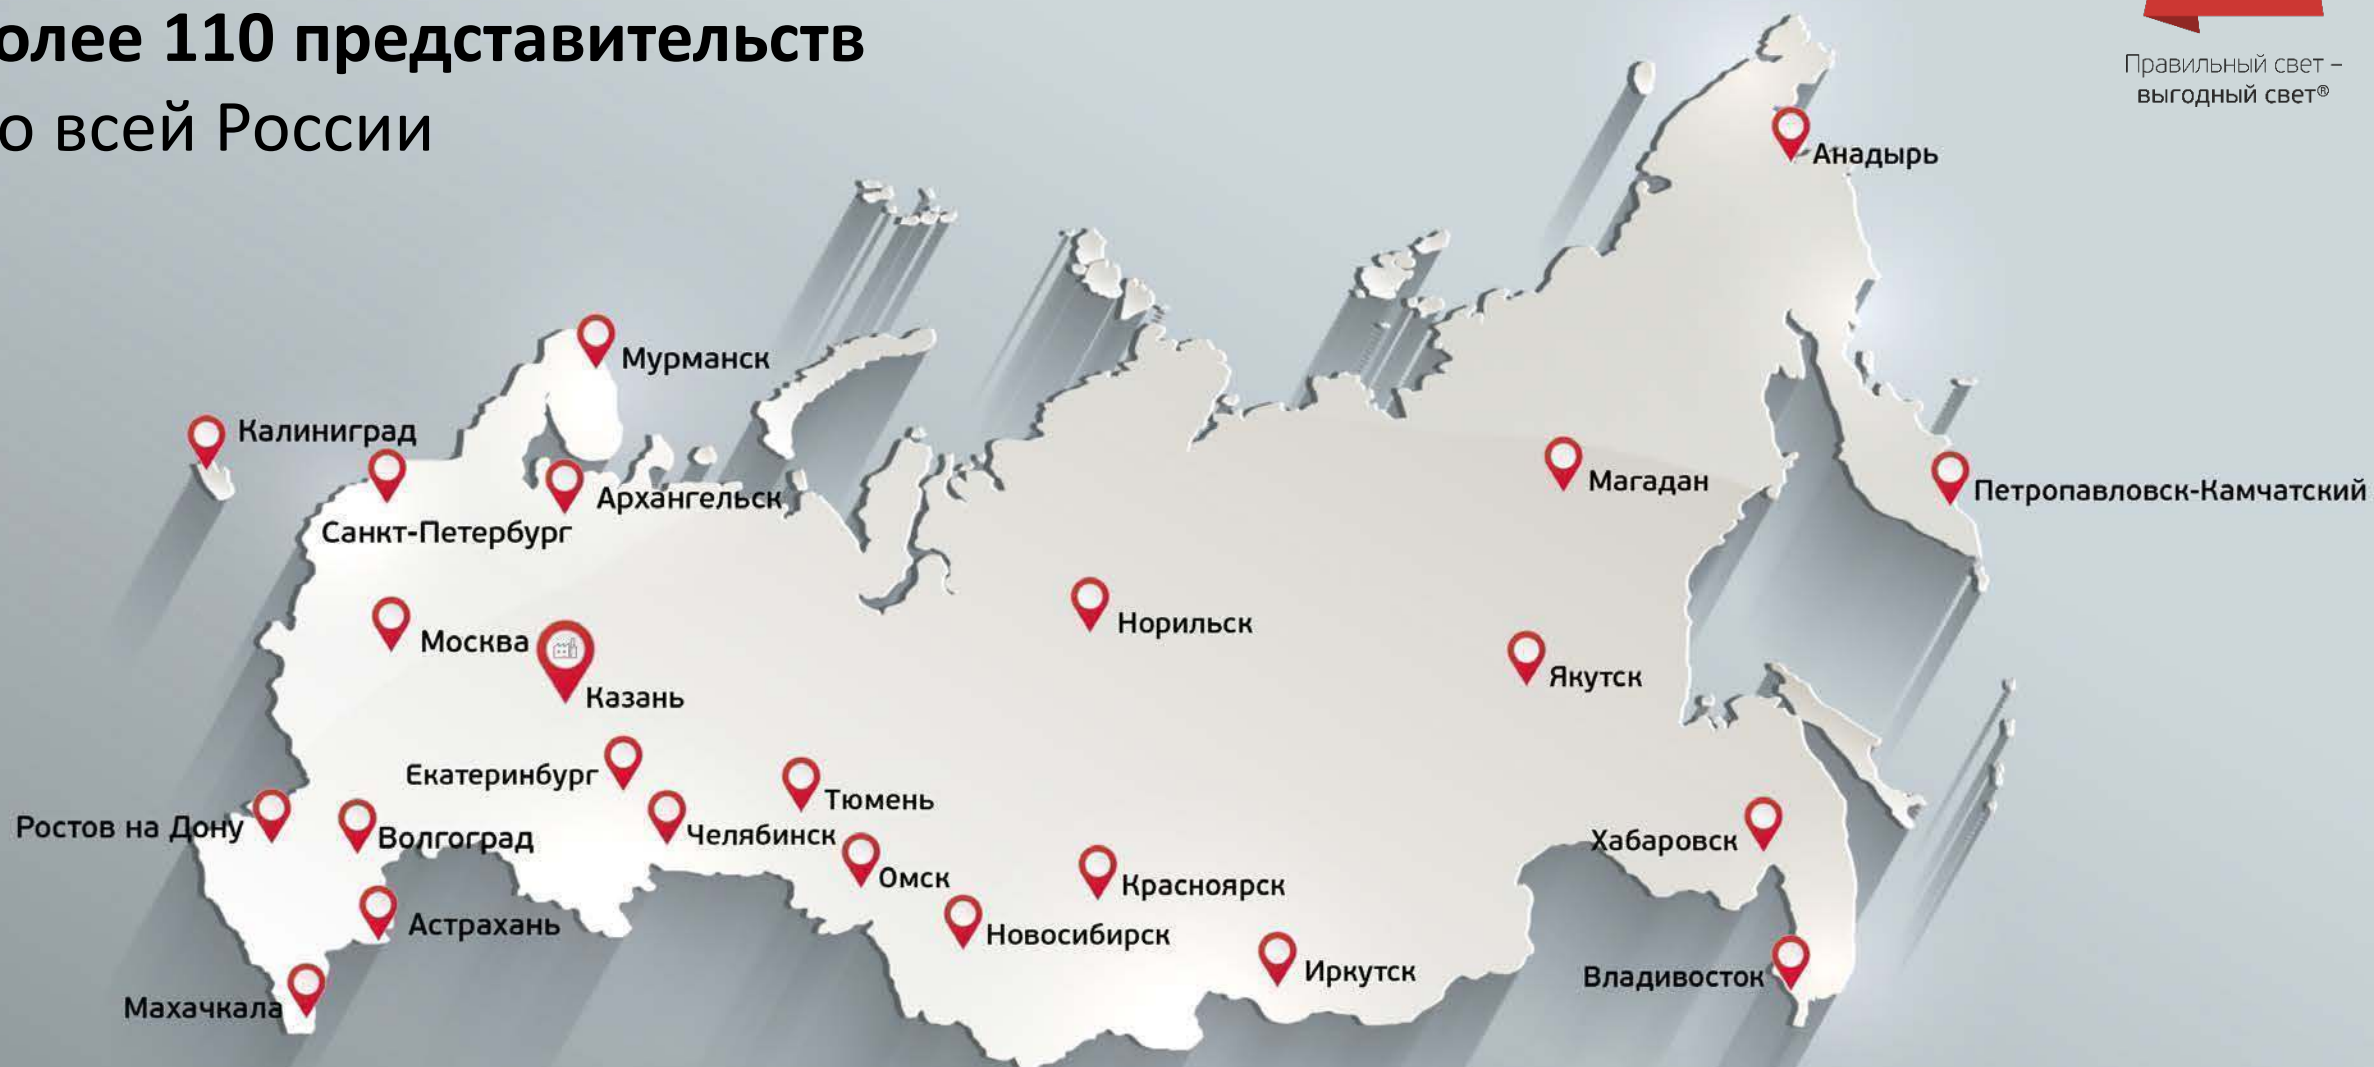 олее 110 представительств
о всей России
Правильный свет –
выгодный свет®
Анадырь
Мурманск
Калининград
Архангельск
Санкт-Петербург
Магадан
Петропавловск-Камчатский
Норильск
Москва
Якутск
Казань
Екатеринбург
Тюмень
Ростов на Дону
Волгоград
Челябинск
Хабаровск
Омск
Красноярск
Астрахань
Новосибирск
Иркутск
Владивосток
Махачкала